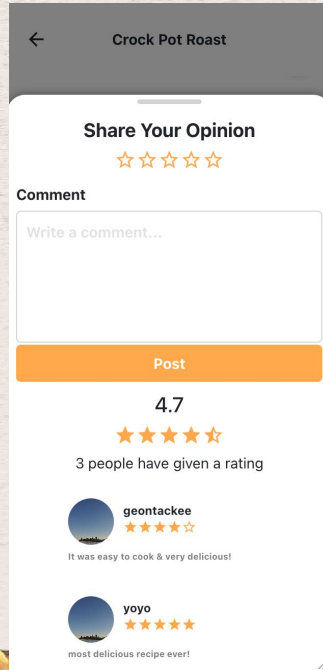 Crock Pot Roast
Share Your Opinion
Comment
Write a comment...
Post
4.7
3 people have given a rating
geontackee
It was easy to cook & very delicious!
yoyo
most delicious recipe ever!